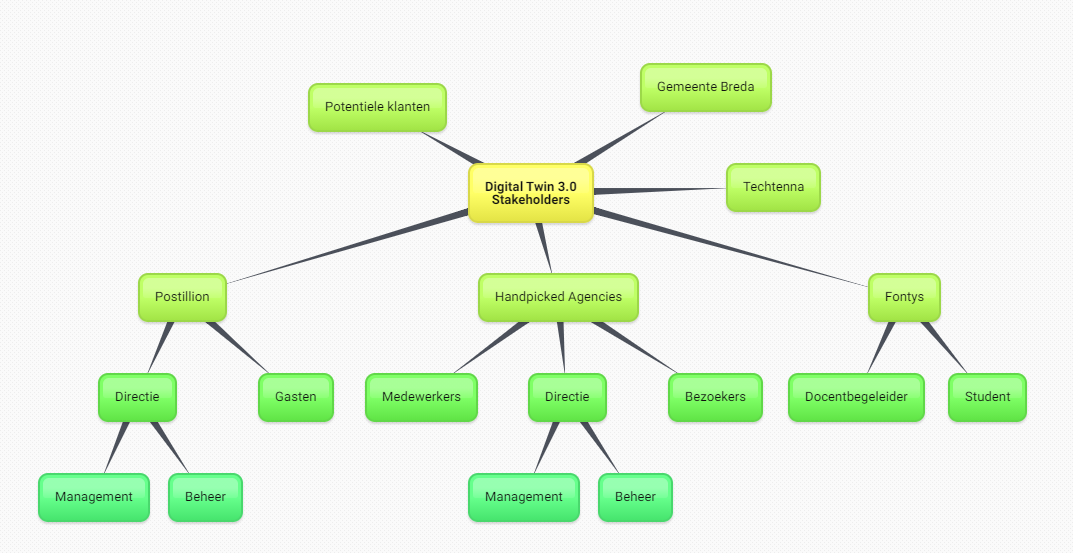 Gemeente Breda
Potentiele klanten
Digital Twin 3.0
Stakeholders
Techtenna
Postillion
Handpicked Agencies
Fontys
Directie
Gasten
Medewerkers
Directie
Bezoekers
Docentbegeleider
Student
Management
Beheer
Management
Beheer